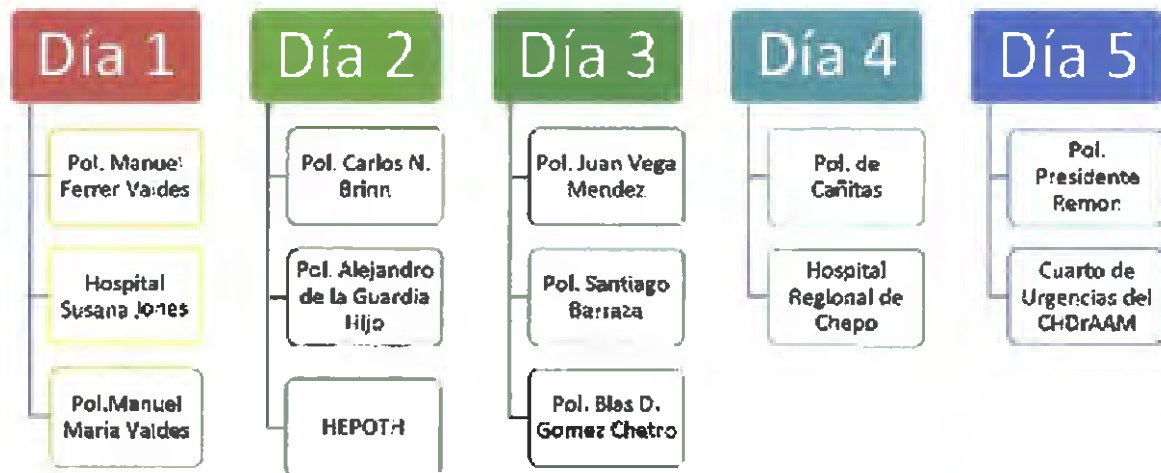 Día 1
Pol. Manuel
Ferrer Valdes
Hospital
Susana Jones
Pol.Manuel
Maria Valdes
Día 2
Pol. Carlos N.
Brinn
Pol. Alejandro
de la Guardia
Hijo
HEPOTH
Día 3
Pol. Juan Vega
Mendez
Pol. Santiago
Barraza
Pol. Blas D.
Gomez Chetro
Día 4
Pol. de
Cañitas
Hospital
Regional de
Chepo
Día 5
Pol.
Presidente
Remon
Cuarto de
Urgencias del
CHDrAAM